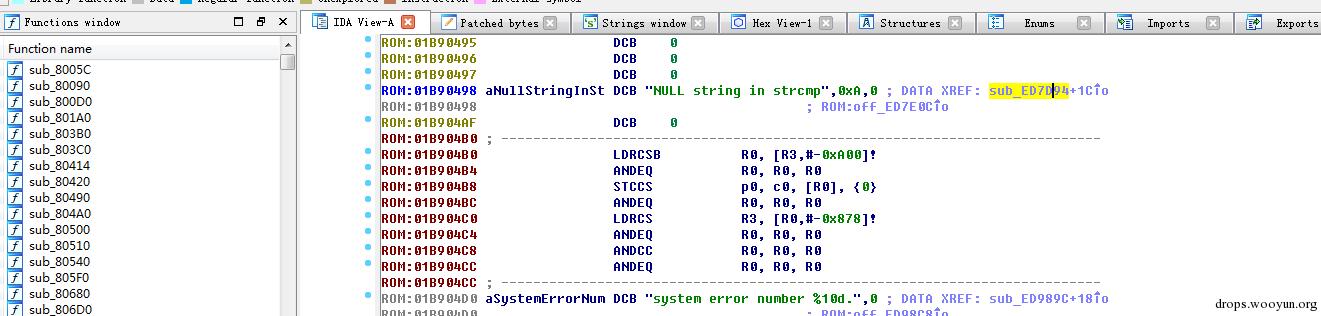 Functions window
IDA View-A Patched bytes Strings window Hex View-1 Structures Enums Imports Exports
Function name
sub_8005C
sub_80090
sub_800D0
sub_801A0
sub_803B0
sub_803C0
sub_80414
sub_80420
sub_80490
sub_804A0
sub_80500
sub_80510
sub_80540
sub_805F0
sub_80680
sub_806D0
ROM:01B90495 DCB 0
ROM:01B90496 DCB 0
ROM:01B90497 DCB 0
ROM:01B90498 aNullStringInSt DCB "NULL string in strcmp",0xA,0 ; DATA XREF: sub_ED7D94+1C↑o
ROM:01B90498 ; ROM:off_ED7E0C↑o
ROM:01B904AF DCB 0
ROM:01B904B0 ; ---------------------------------------------------------------------------
ROM:01B904B0 LDRCSB R0, [R3,#-0xA00]!
ROM:01B904B4 ANDEQ R0, R0, R0
ROM:01B904B8 STCCS p0, c0, [R0], {0}
ROM:01B904BC ANDEQ R0, R0, R0
ROM:01B904C0 LDRCS R3, [R0,#-0x878]!
ROM:01B904C4 ANDEQ R0, R0, R0
ROM:01B904C8 ANDCC R0, R0, R0
ROM:01B904CC ANDEQ R0, R0, R0
ROM:01B904CC ; ---------------------------------------------------------------------------
ROM:01B904D0 aSystemErrorNum DCB "system error number %10d.",0 ; DATA XREF: sub_ED989C+18↑o
drops.wooyun.org